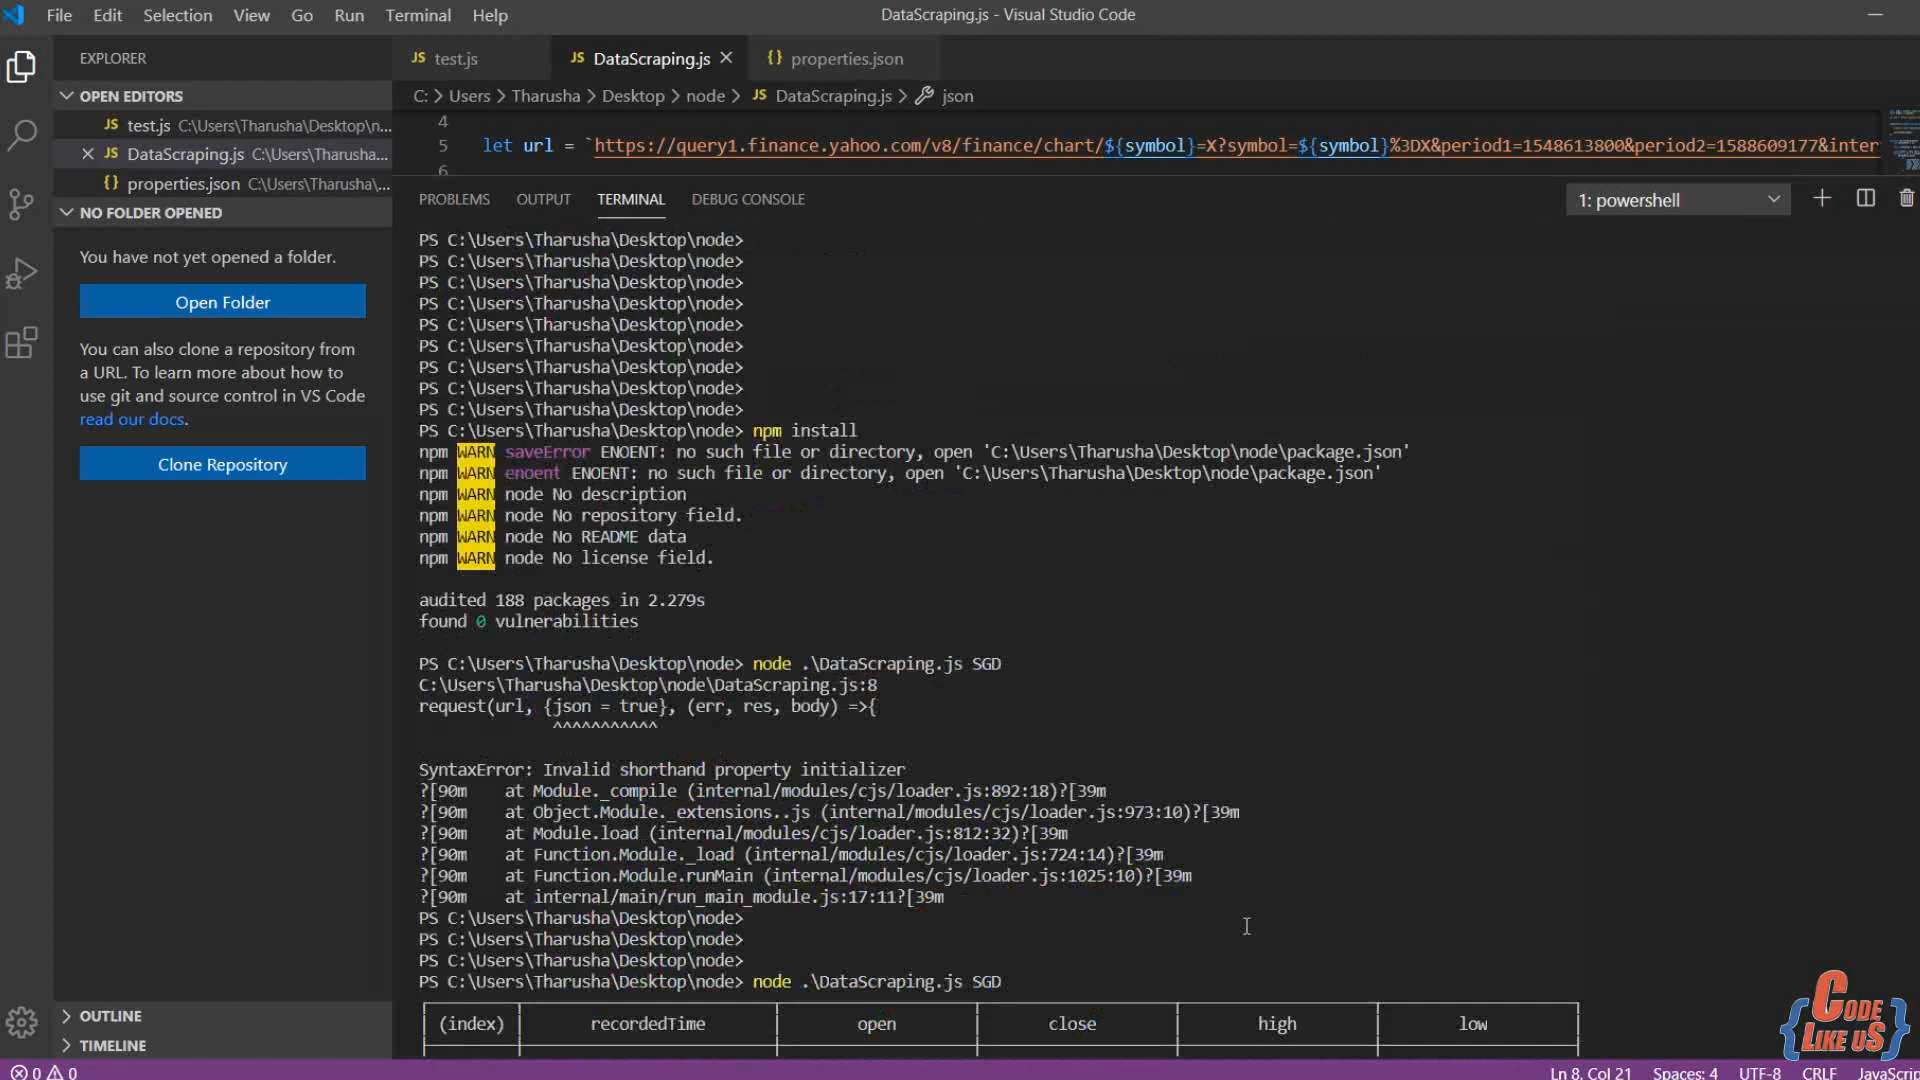 File Edit Selection View Go Run Terminal Help
DataScraping.js - Visual Studio Code
EXPLORER
OPEN EDITORS
JS test.js C:\Users\Tharusha\Desktop\n...
JS DataScraping.js C:\Users\Tharusha...
{} properties.json C:\Users\Tharusha\...
NO FOLDER OPENED
You have not yet opened a folder.
Open Folder
You can also clone a repository from
a URL. To learn more about how to
use git and source control in VS Code
read our docs.
Clone Repository
OUTLINE
TIMELINE
JS test.js
JS DataScraping.js
{} properties.json
C: > Users > Tharusha > Desktop > node > JS DataScraping.js > json
4
5 let url = `https://query1.finance.yahoo.com/v8/finance/chart/${symbol}=X?symbol=${symbol}%3DX&period1=1548613800&period2=1588609177&inter
6
PROBLEMS OUTPUT TERMINAL DEBUG CONSOLE
1: powershell
PS C:\Users\Tharusha\Desktop\node>
PS C:\Users\Tharusha\Desktop\node>
PS C:\Users\Tharusha\Desktop\node>
PS C:\Users\Tharusha\Desktop\node>
PS C:\Users\Tharusha\Desktop\node>
PS C:\Users\Tharusha\Desktop\node>
PS C:\Users\Tharusha\Desktop\node>
PS C:\Users\Tharusha\Desktop\node>
PS C:\Users\Tharusha\Desktop\node>
PS C:\Users\Tharusha\Desktop\node> npm install
npm WARN saveError ENOENT: no such file or directory, open 'C:\Users\Tharusha\Desktop\node\package.json'
npm WARN enoent ENOENT: no such file or directory, open 'C:\Users\Tharusha\Desktop\node\package.json'
npm WARN node No description
npm WARN node No repository field.
npm WARN node No README data
npm WARN node No license field.
audited 188 packages in 2.279s
found 0 vulnerabilities
PS C:\Users\Tharusha\Desktop\node> node .\DataScraping.js SGD
C:\Users\Tharusha\Desktop\node\DataScraping.js:8
request(url, {json = true}, (err, res, body) =>{
^^^^^^^^^^^
SyntaxError: Invalid shorthand property initializer
?[90m    at Module._compile (internal/modules/cjs/loader.js:892:18)?[39m
?[90m    at Object.Module._extensions..js (internal/modules/cjs/loader.js:973:10)?[39m
?[90m    at Module.load (internal/modules/cjs/loader.js:812:32)?[39m
?[90m    at Function.Module._load (internal/modules/cjs/loader.js:724:14)?[39m
?[90m    at Function.Module.runMain (internal/modules/cjs/loader.js:1025:10)?[39m
?[90m    at internal/main/run_main_module.js:17:11?[39m
PS C:\Users\Tharusha\Desktop\node>
PS C:\Users\Tharusha\Desktop\node>
PS C:\Users\Tharusha\Desktop\node>
PS C:\Users\Tharusha\Desktop\node> node .\DataScraping.js SGD
(index) recordedTime open close high low
{CODE LIKE US}
0 0
Ln 8, Col 21 Spaces: 4 UTF-8 CRLF JavaScrip